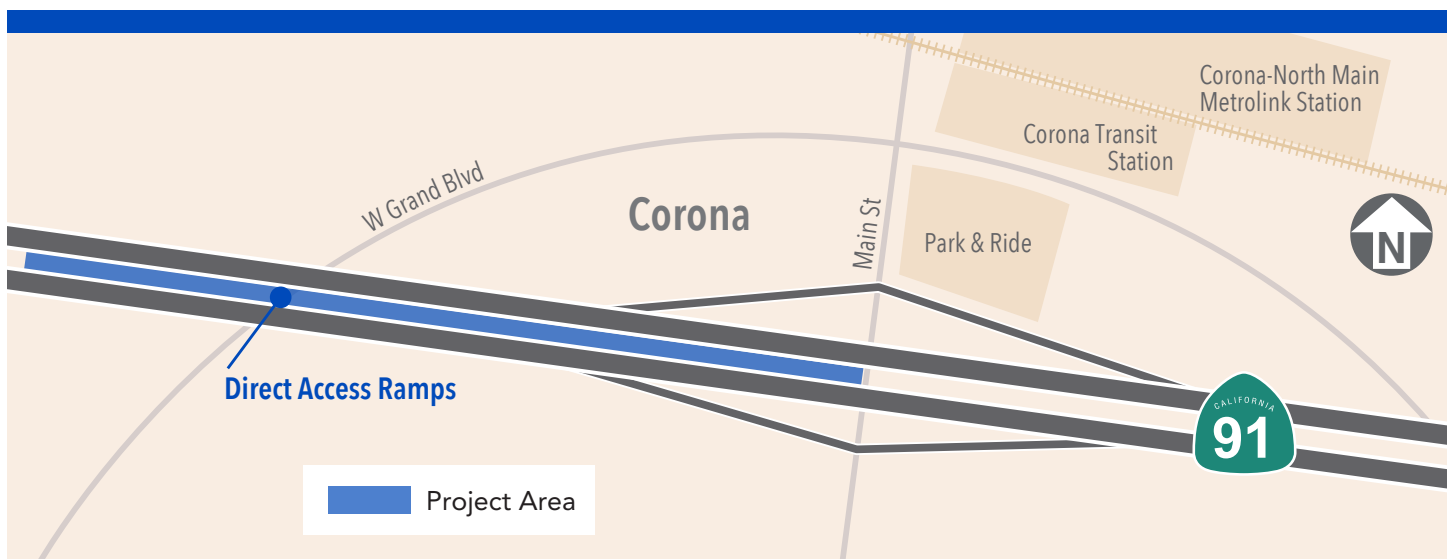 Corona-North Main
Metrolink Station
Corona Transit
Station
W Grand Blvd
Corona
Main St
Park & Ride
N
Direct Access Ramps
CALIFORNIA
91
Project Area